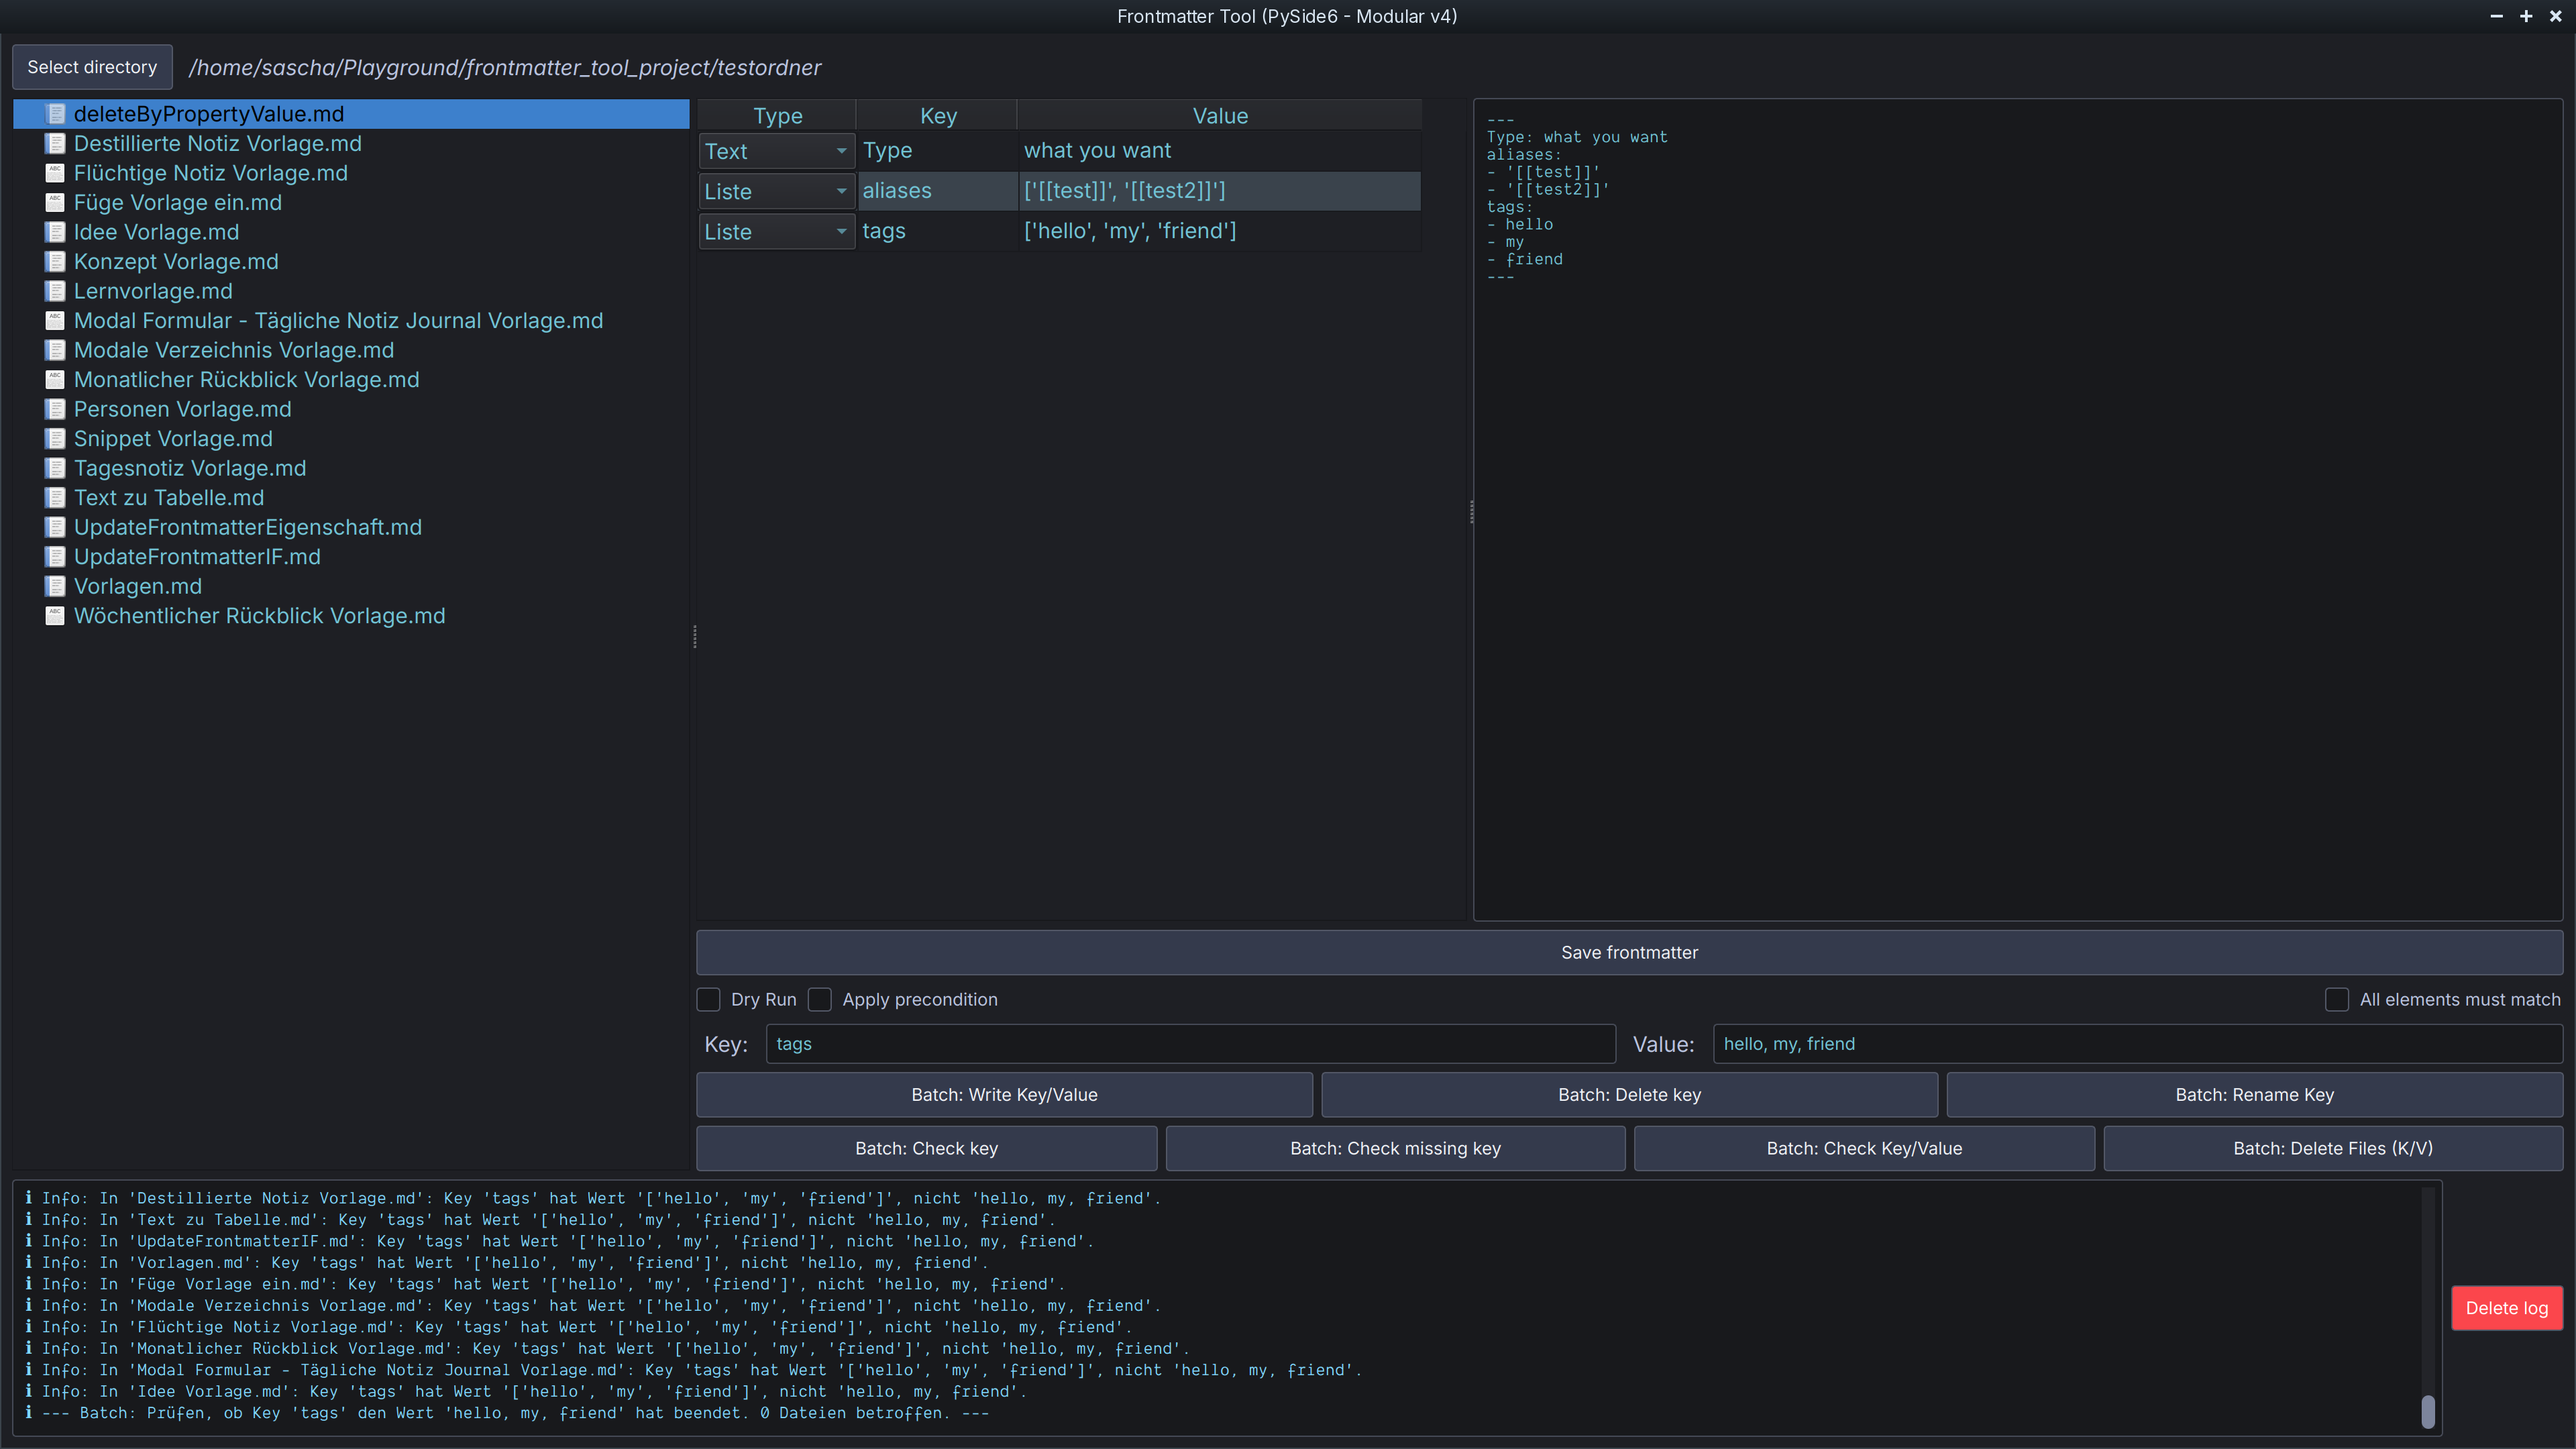 Frontmatter Tool (PySide6 - Modular v4)
Select directory /home/sascha/Playground/frontmatter_tool_project/testordner
deleteByPropertyValue.md
Destillierte Notiz Vorlage.md
Flüchtige Notiz Vorlage.md
Füge Vorlage ein.md
Idee Vorlage.md
Konzept Vorlage.md
Lernvorlage.md
Modal Formular - Tägliche Notiz Journal Vorlage.md
Modale Verzeichnis Vorlage.md
Monatlicher Rückblick Vorlage.md
Personen Vorlage.md
Snippet Vorlage.md
Tagesnotiz Vorlage.md
Text zu Tabelle.md
UpdateFrontmatterEigenschaft.md
UpdateFrontmatterIF.md
Vorlagen.md
Wöchentlicher Rückblick Vorlage.md
Type Key Value
Text Type what you want
Liste aliases ['[[test]]', '[[test2]]']
Liste tags ['hello', 'my', 'friend']
---
Type: what you want
aliases:
- '[[test]]'
- '[[test2]]'
tags:
- hello
- my
- friend
---
Save frontmatter
Dry Run Apply precondition All elements must match
Key: tags Value: hello, my, friend
Batch: Write Key/Value Batch: Delete key Batch: Rename Key
Batch: Check key Batch: Check missing key Batch: Check Key/Value Batch: Delete Files (K/V)
ℹ Info: In 'Destillierte Notiz Vorlage.md': Key 'tags' hat Wert '['hello', 'my', 'friend']', nicht 'hello, my, friend'.
ℹ Info: In 'Text zu Tabelle.md': Key 'tags' hat Wert '['hello', 'my', 'friend']', nicht 'hello, my, friend'.
ℹ Info: In 'UpdateFrontmatterIF.md': Key 'tags' hat Wert '['hello', 'my', 'friend']', nicht 'hello, my, friend'.
ℹ Info: In 'Vorlagen.md': Key 'tags' hat Wert '['hello', 'my', 'friend']', nicht 'hello, my, friend'.
ℹ Info: In 'Füge Vorlage ein.md': Key 'tags' hat Wert '['hello', 'my', 'friend']', nicht 'hello, my, friend'.
ℹ Info: In 'Modale Verzeichnis Vorlage.md': Key 'tags' hat Wert '['hello', 'my', 'friend']', nicht 'hello, my, friend'.
ℹ Info: In 'Flüchtige Notiz Vorlage.md': Key 'tags' hat Wert '['hello', 'my', 'friend']', nicht 'hello, my, friend'.
ℹ Info: In 'Monatlicher Rückblick Vorlage.md': Key 'tags' hat Wert '['hello', 'my', 'friend']', nicht 'hello, my, friend'.
ℹ Info: In 'Modal Formular - Tägliche Notiz Journal Vorlage.md': Key 'tags' hat Wert '['hello', 'my', 'friend']', nicht 'hello, my, friend'.
ℹ Info: In 'Idee Vorlage.md': Key 'tags' hat Wert '['hello', 'my', 'friend']', nicht 'hello, my, friend'.
ℹ --- Batch: Prüfen, ob Key 'tags' den Wert 'hello, my, friend' hat beendet. 0 Dateien betroffen. ---
Delete log